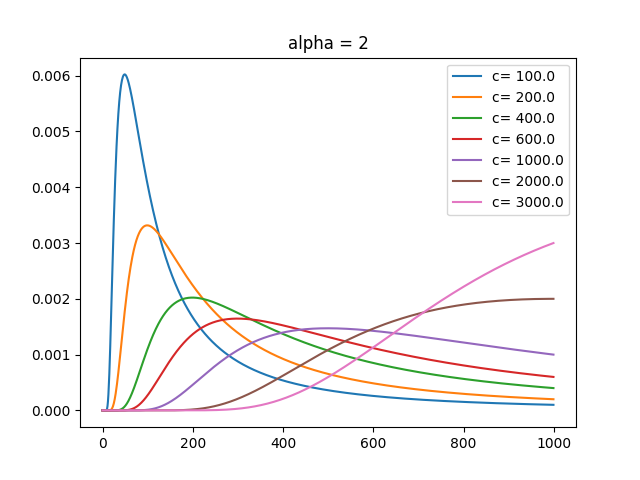 alpha = 2
0.006
0.005
0.004
0.003
0.002
0.001
0.000
0
200
400
600
800
1000
c= 100.0
c= 200.0
c= 400.0
c= 600.0
c= 1000.0
c= 2000.0
c= 3000.0